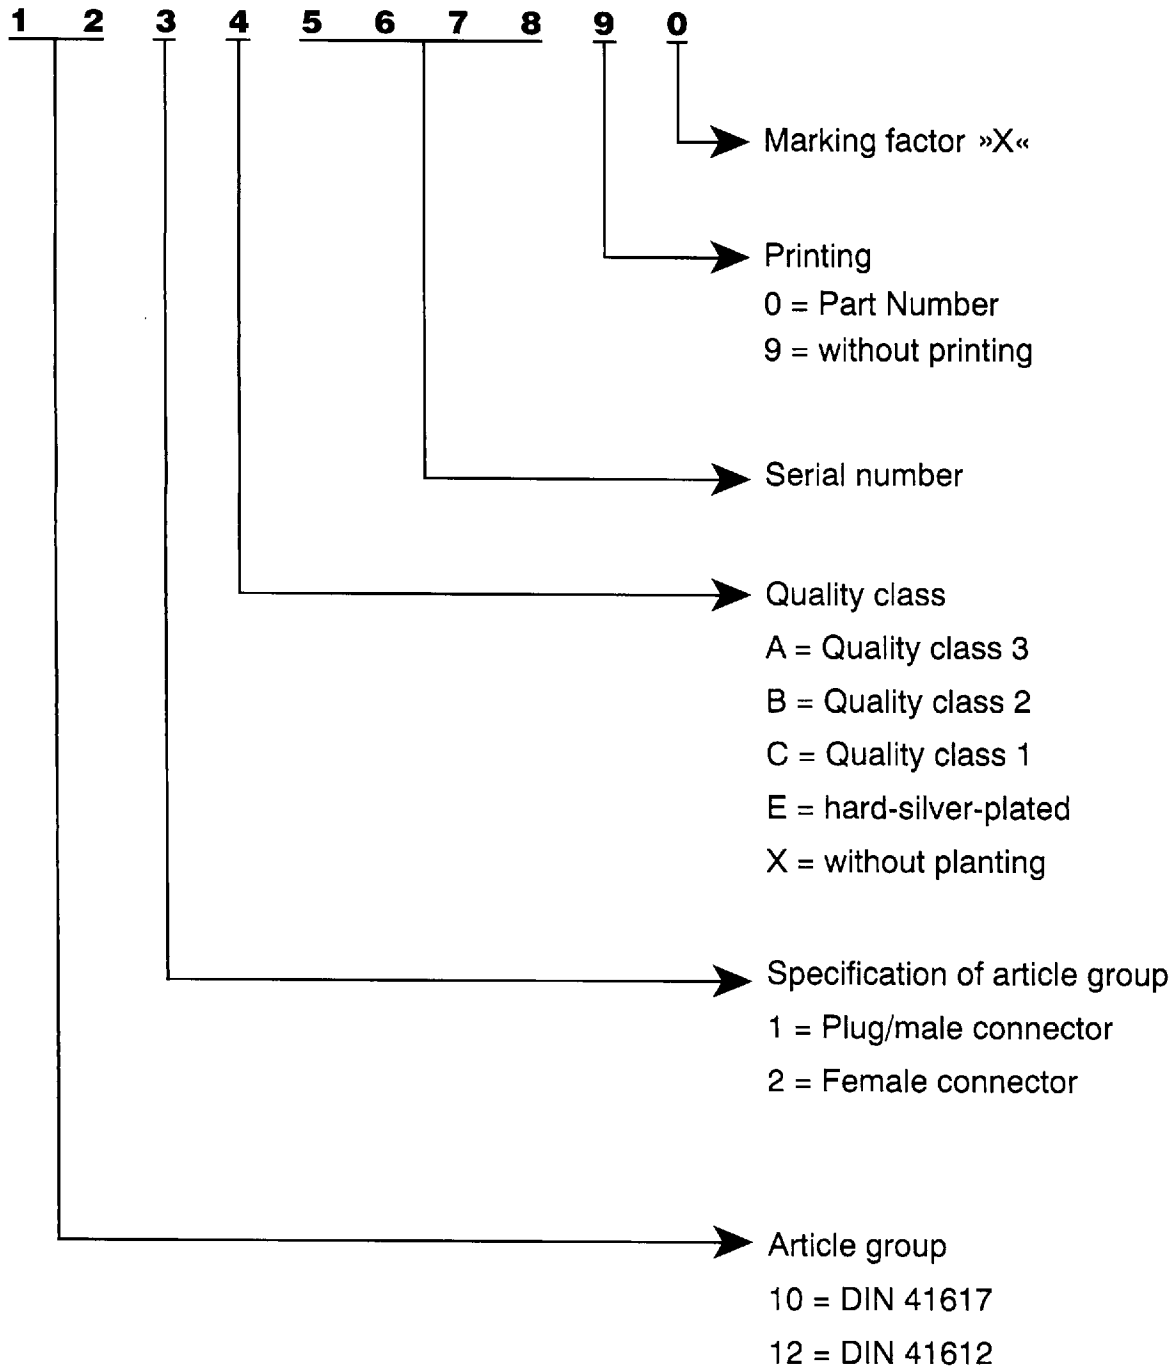 1 2 3 4 5 6 7 8 9 0
Marking factor »X«
Printing
0 = Part Number
9 = without printing
Serial number
Quality class
A = Quality class 3
B = Quality class 2
C = Quality class 1
E = hard-silver-plated
X = without planting
Specification of article group
1 = Plug/male connector
2 = Female connector
Article group
10 = DIN 41617
12 = DIN 41612